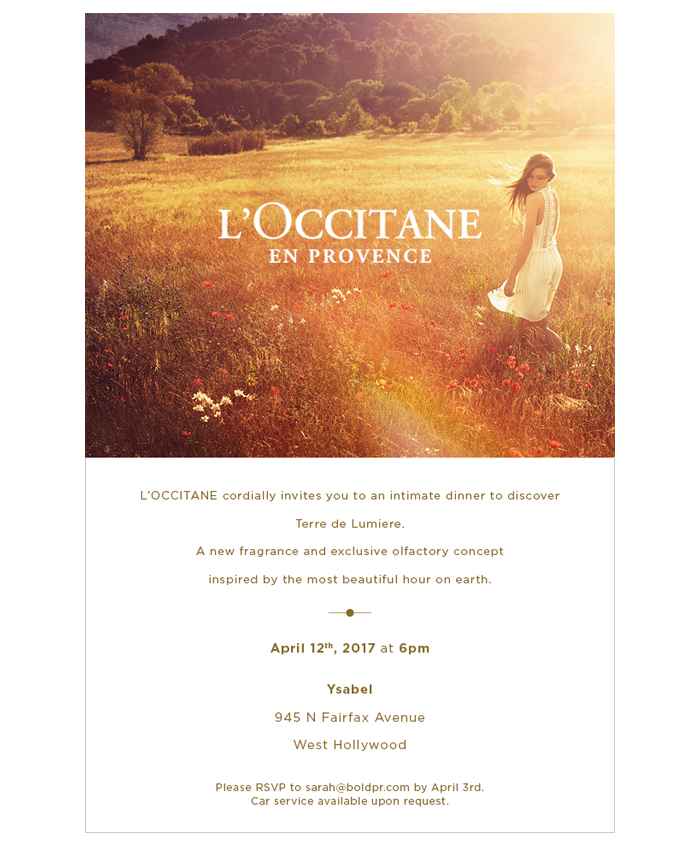 L'OCCITANE
EN PROVENCE
L'OCCITANE cordially invites you to an intimate dinner to discover
Terre de Lumiere.
A new fragrance and exclusive olfactory concept
inspired by the most beautiful hour on earth.
April 12th, 2017 at 6pm
Ysabel
945 N Fairfax Avenue
West Hollywood
Please RSVP to sarah@boldpr.com by April 3rd.
Car service available upon request.